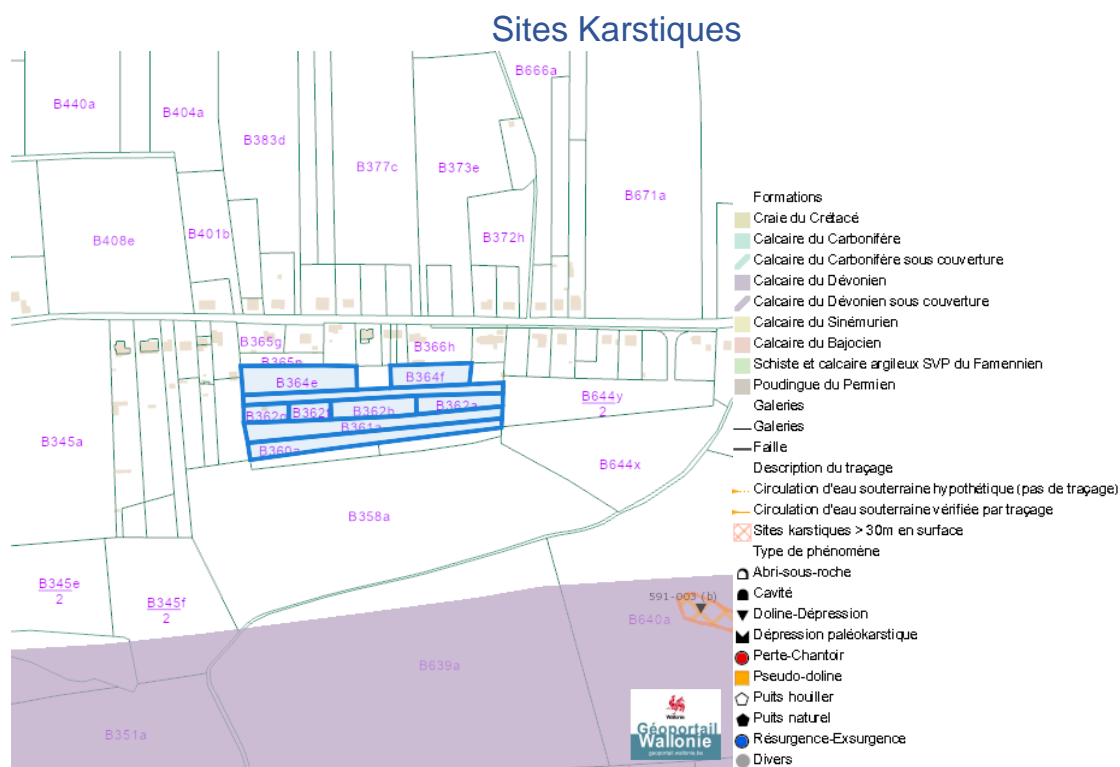 Sites Karstiques
B666a
B440a
B404a
B383d
B377c
B373e
B671a
B408e
B401b
B372h
B365g
B366h
B364e
B364f
B644y
2
B362h
B362a
B361a
B360a
B345a
B644x
B358a
B345e
2
B345f
2
591-003 (b)
B640a
B639a
B351a
Wallonie
Géoportail
Wallonie
geoportail.wallonie.be
Formations
Craie du Crétacé
Calcaire du Carbonifère
Calcaire du Carbonifère sous couverture
Calcaire du Dévonien
Calcaire du Dévonien sous couverture
Calcaire du Sinémurien
Calcaire du Bajocien
Schiste et calcaire argileux SVP du Famennien
Poudingue du Permien
Galeries
Galeries
Faille
Description du traçage
Circulation d'eau souterraine hypothétique (pas de traçage)
Circulation d'eau souterraine vérifiée par traçage
Sites karstiques > 30m en surface
Type de phénomène
Abri-sous-roche
Cavité
Doline-Dépression
Dépression paléokarstique
Perte-Chantoir
Pseudo-doline
Puits houiller
Puits naturel
Résurgence-Exsurgence
Divers